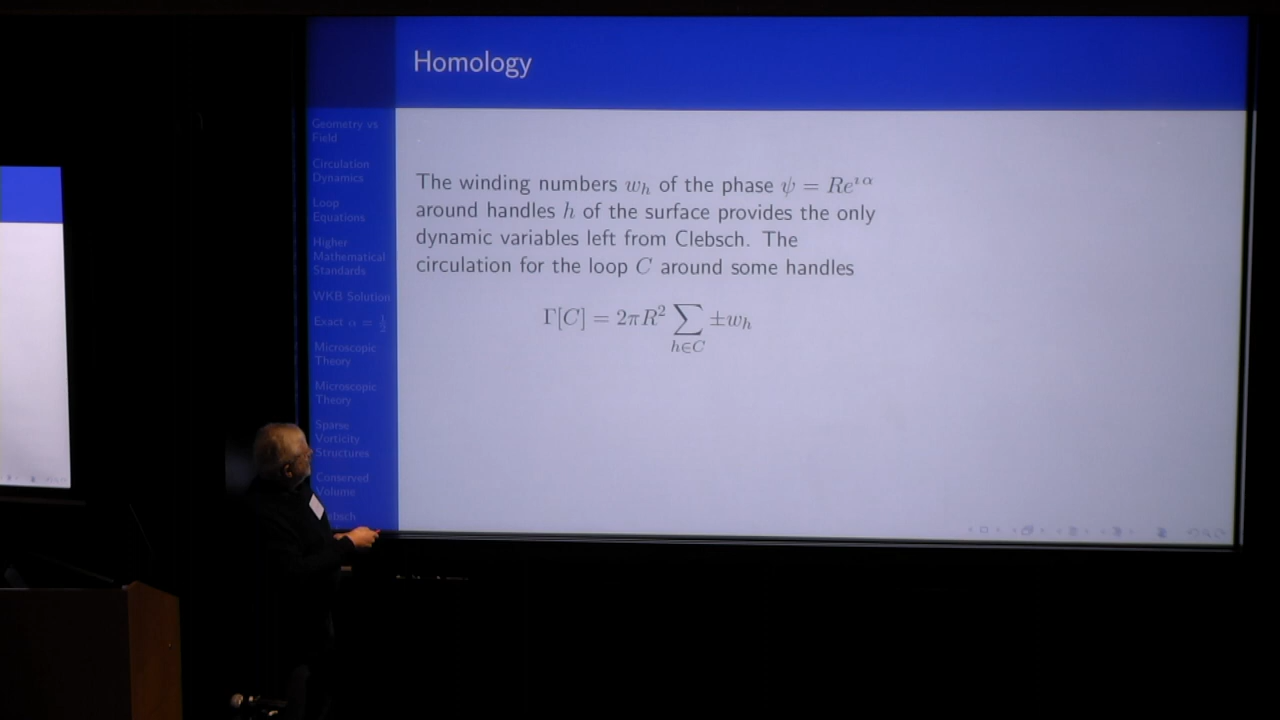 Homology
Geometry vs
Field
Circulation
Dynamics
Loop
Equations
Higher
Mathematical
Standards
WKB Solution
Exact α = 1/2
Microscopic
Theory
Microscopic
Theory
Sparse
Vorticity
Structures
Conserved
Volume
The winding numbers w_h of the phase ψ = Re^{ıα}
around handles h of the surface provides the only
dynamic variables left from Clebsch. The
circulation for the loop C around some handles
Γ[C] = 2πR² ∑_{h∈C} ±w_h